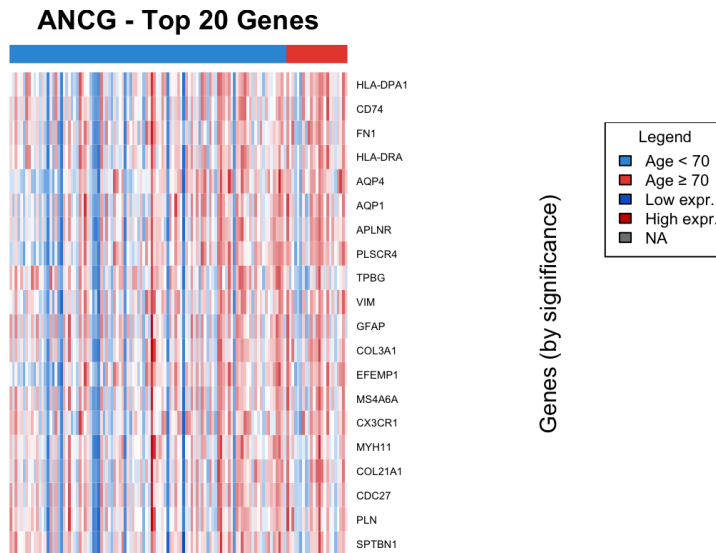 ANCG - Top 20 Genes
HLA-DPA1
CD74
FN1
HLA-DRA
AQP4
AQP1
APLNR
PLSCR4
TPBG
VIM
GFAP
COL3A1
EFEMP1
MS4A6A
CX3CR1
MYH11
COL21A1
CDC27
PLN
SPTBN1
Genes (by significance)
Legend
Age < 70
Age ≥ 70
Low expr.
High expr.
NA